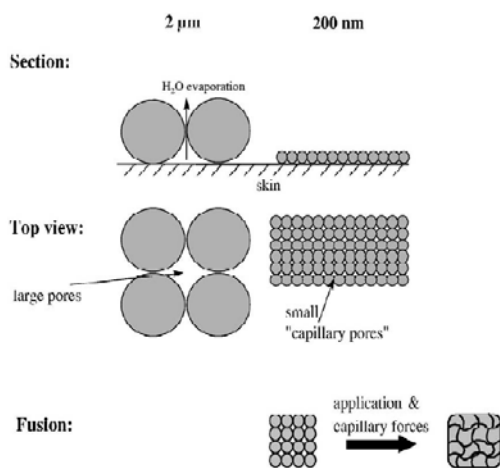 2 µm 200 nm
Section:
H₂O evaporation
skin
Top view:
large pores
small
"capillary pores"
application &
Fusion: capillary forces